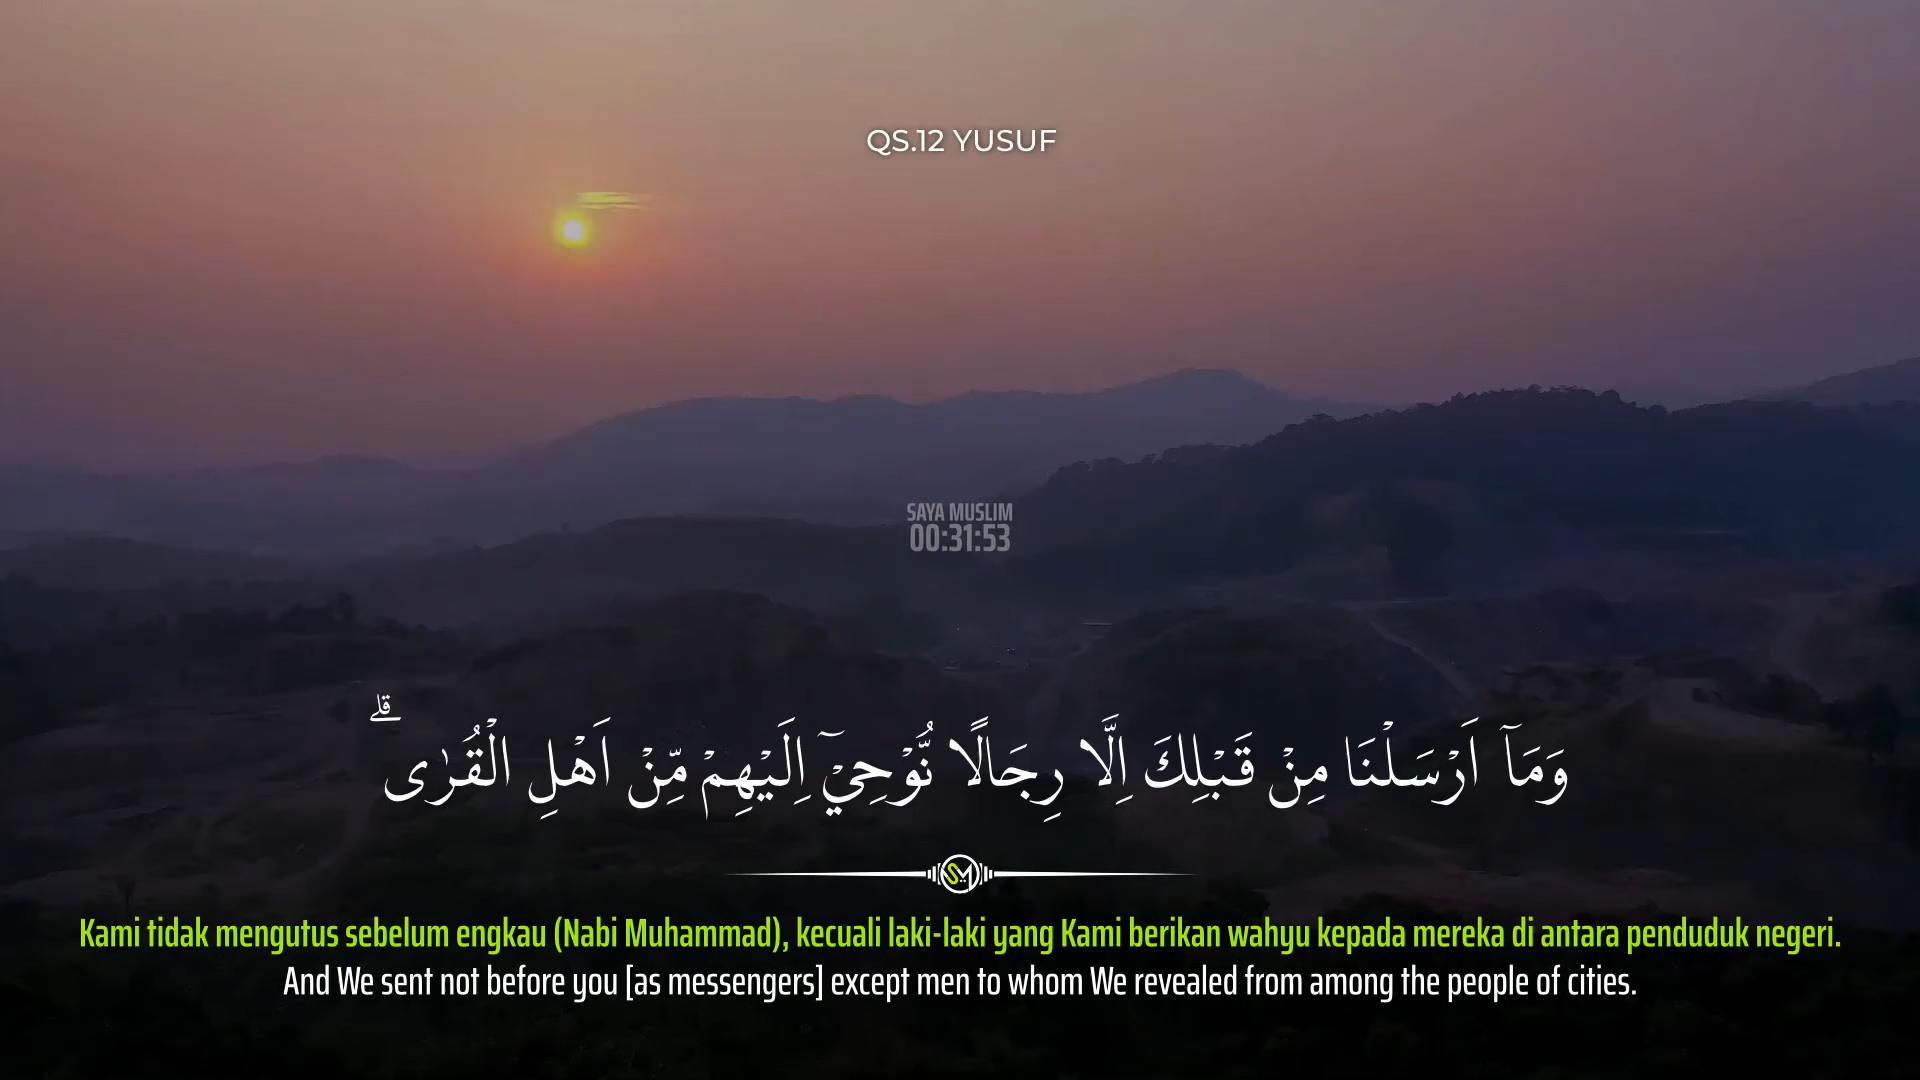 QS.12 YUSUF
SAYA MUSLIM
00:31:53
وَمَآ اَرْسَلْنَا مِنْ قَبْلِكَ اِلَّا رِجَالًا نُّوْحِيْٓ اِلَيْهِمْ مِّنْ اَهْلِ الْقُرٰىۗ
SM
Kami tidak mengutus sebelum engkau (Nabi Muhammad), kecuali laki-laki yang Kami berikan wahyu kepada mereka di antara penduduk negeri.
And We sent not before you [as messengers] except men to whom We revealed from among the people of cities.